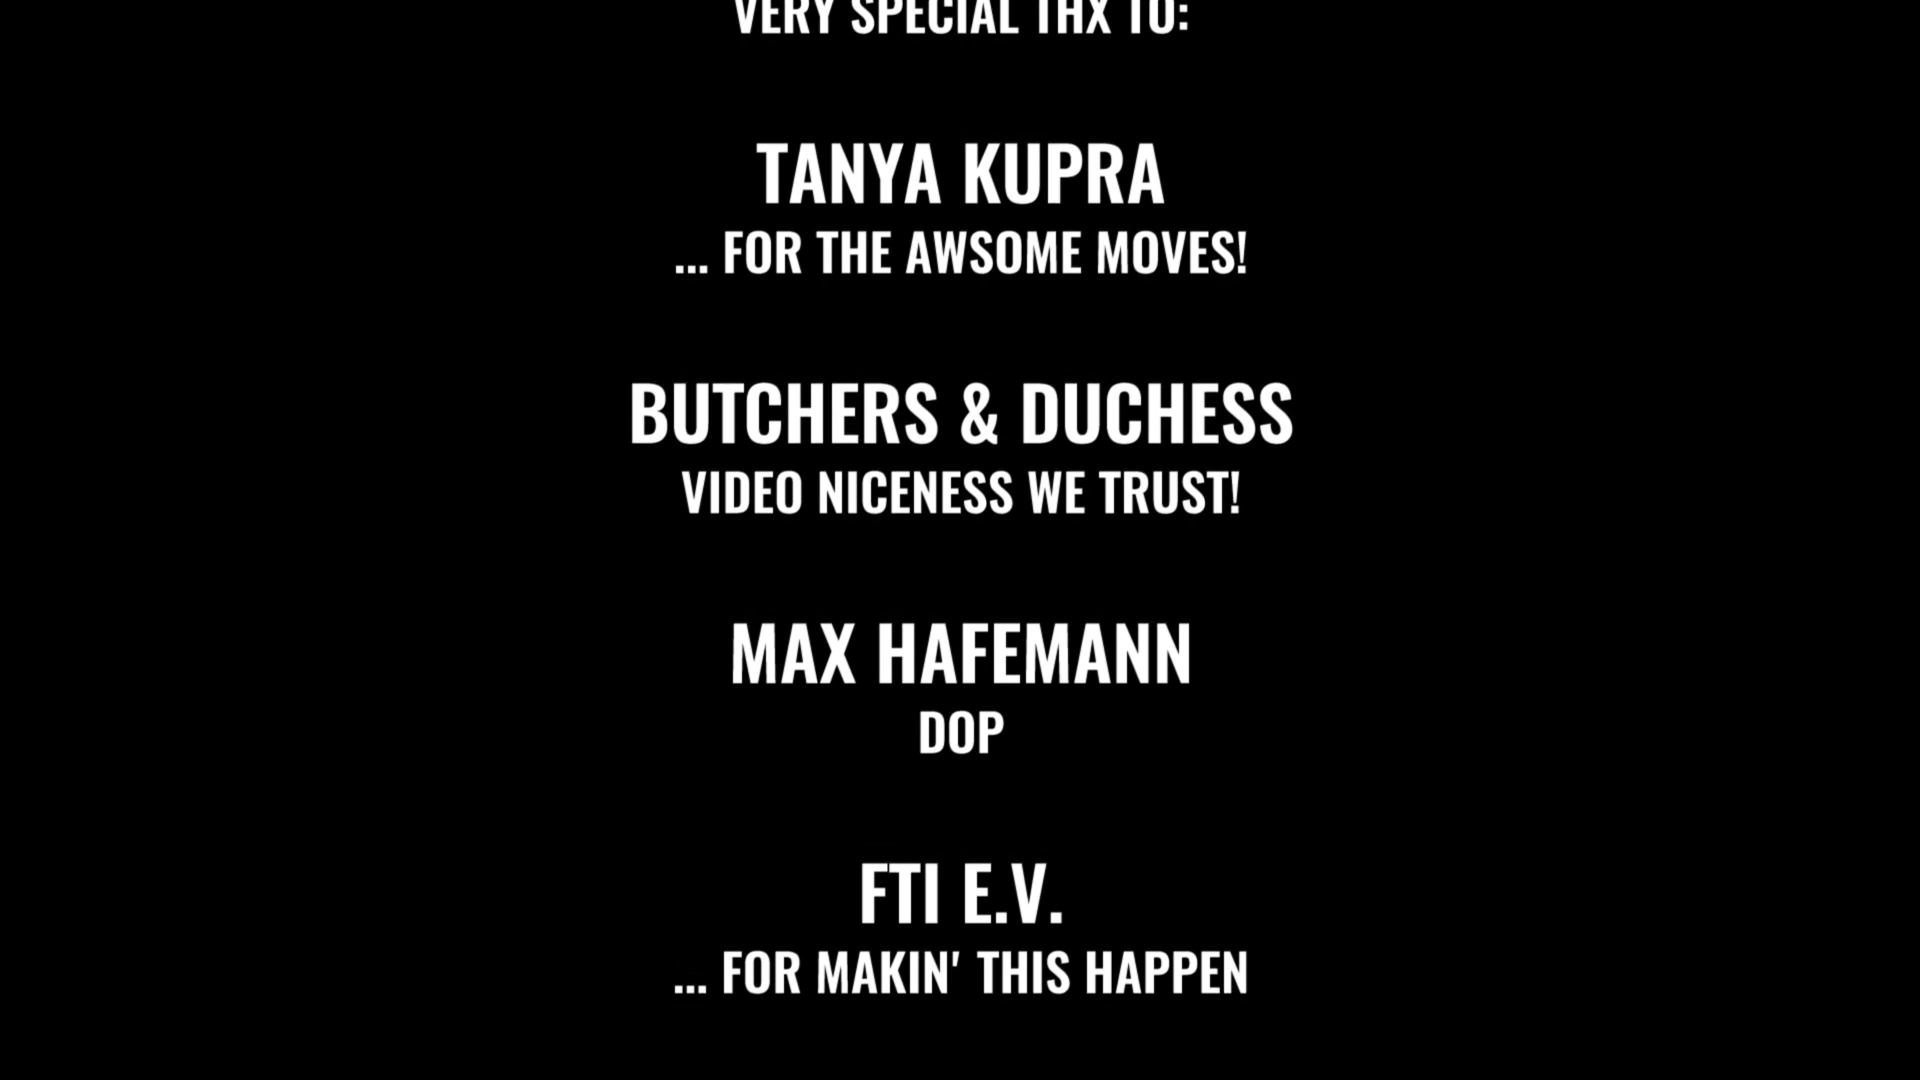 VERY SPECIAL THX TO:
TANYA KUPRA
... FOR THE AWSOME MOVES!
BUTCHERS & DUCHESS
VIDEO NICENESS WE TRUST!
MAX HAFEMANN
DOP
FTI E.V.
... FOR MAKIN' THIS HAPPEN